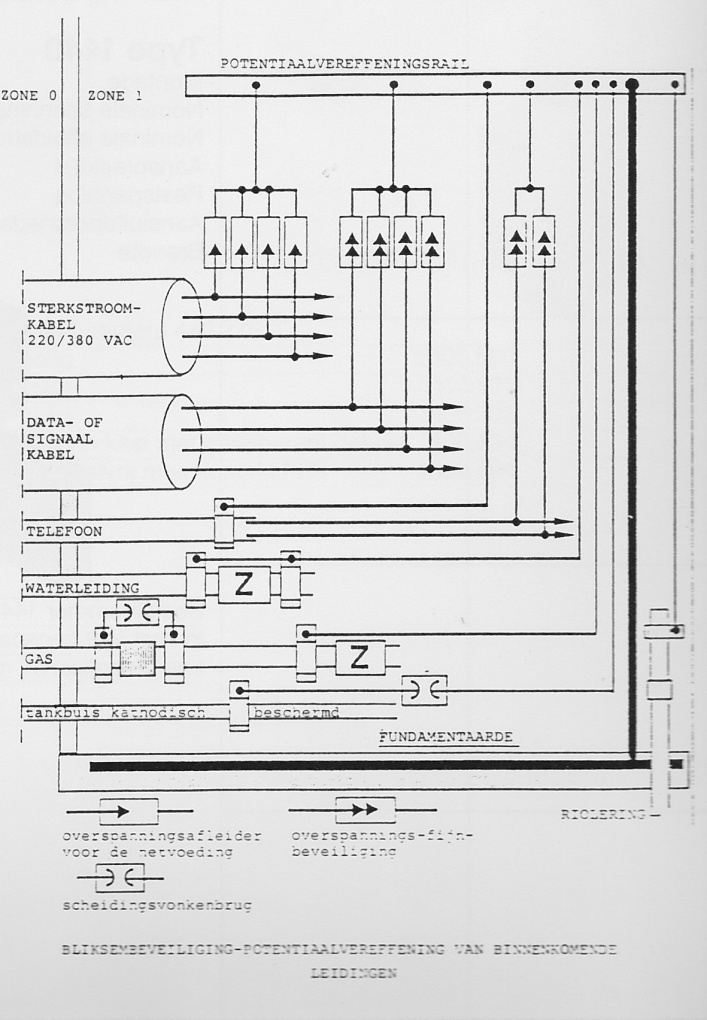 POTENTIAALVEREFFENINGSRAIL
ZONE 0
ZONE 1
STERKSTROOM-
KABEL
220/380 VAC
DATA- OF
SIGNAAL
KABEL
TELEFOON
WATERLEIDING
Z
GAS
Z
tankbuis kathodisch beschermd
FUNDAMENTAARDE
RIOLERING
overspanningsafleider
voor de netvoeding
overspannings-fijn-
beveiliging
scheidingsvonkenbrug
BLIKSEMBEVEILIGING-POTENTIAALVEREFFENING VAN BINNENKOMENDE
LEIDINGEN